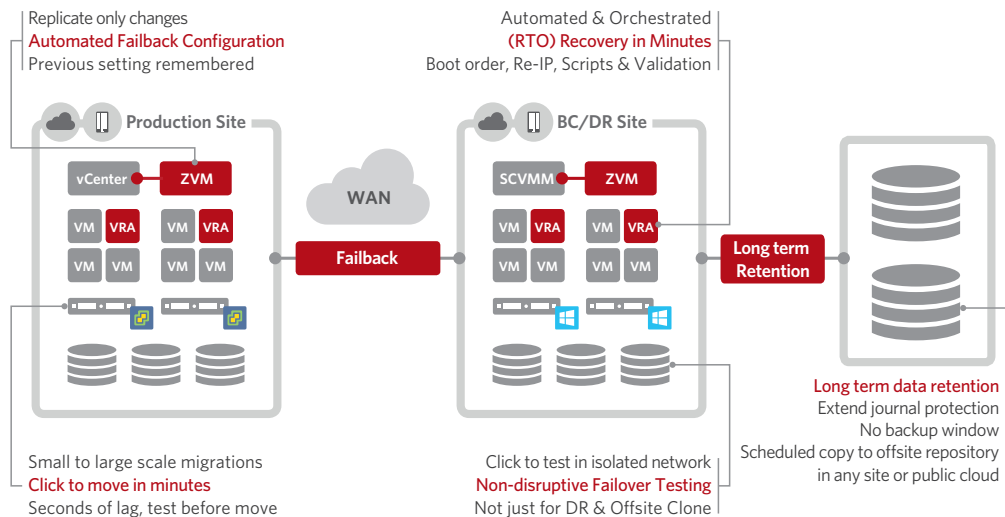 Replicate only changes
Automated Failback Configuration
Previous setting remembered
Automated & Orchestrated
(RTO) Recovery in Minutes
Boot order, Re-IP, Scripts & Validation
Production Site
vCenter
ZVM
VM
VRA
VM
VRA
VM
VM
VM
VM
WAN
Failback
BC/DR Site
SCVMM
ZVM
VM
VRA
VM
VRA
VM
VM
VM
VM
Long term
Retention
Long term data retention
Extend journal protection
No backup window
Scheduled copy to offsite repository
in any site or public cloud
Small to large scale migrations
Click to move in minutes
Seconds of lag, test before move
Click to test in isolated network
Non-disruptive Failover Testing
Not just for DR & Offsite Clone